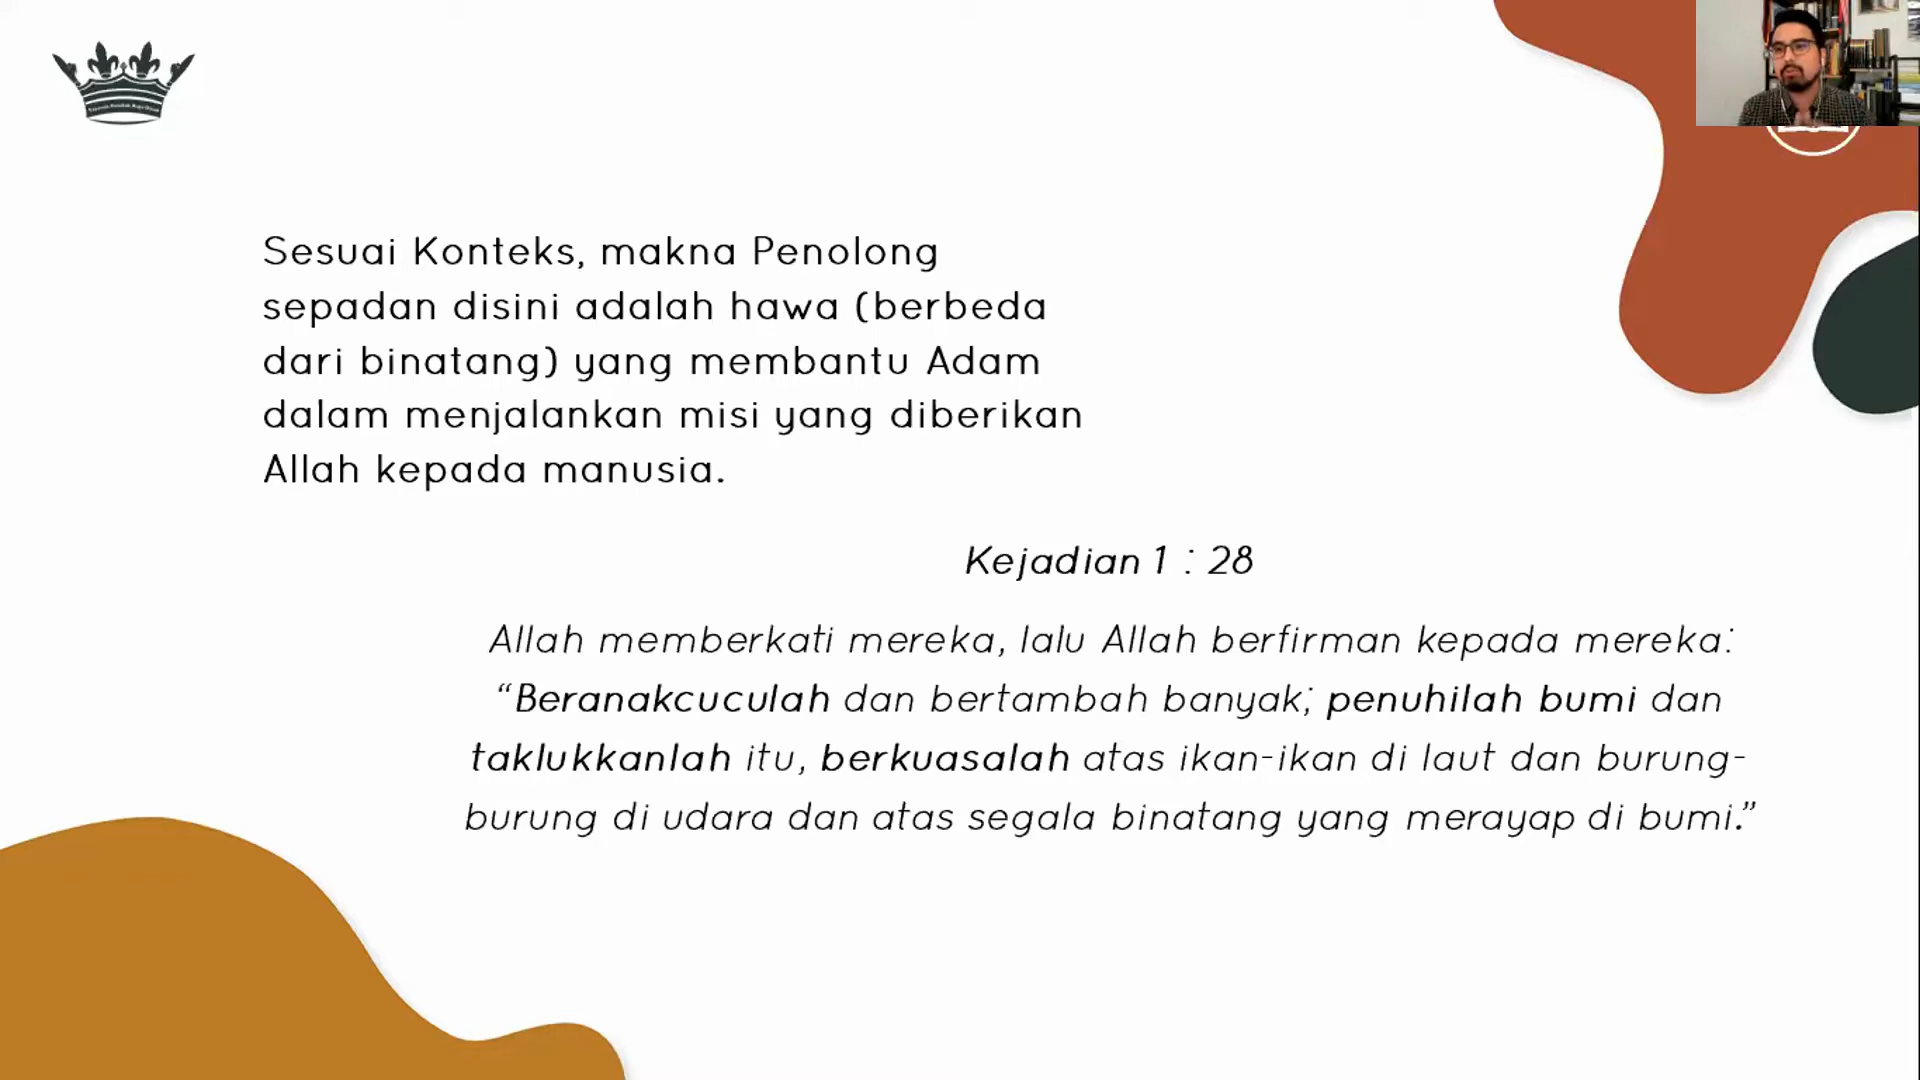 Sesuai Konteks, makna Penolong
sepadan disini adalah hawa (berbeda
dari binatang) yang membantu Adam
dalam menjalankan misi yang diberikan
Allah kepada manusia.
Kejadian 1 : 28
Allah memberkati mereka, lalu Allah berfirman kepada mereka:
“Beranakcuculah dan bertambah banyak; penuhilah bumi dan
taklukkanlah itu, berkuasalah atas ikan-ikan di laut dan burung-
burung di udara dan atas segala binatang yang merayap di bumi.”